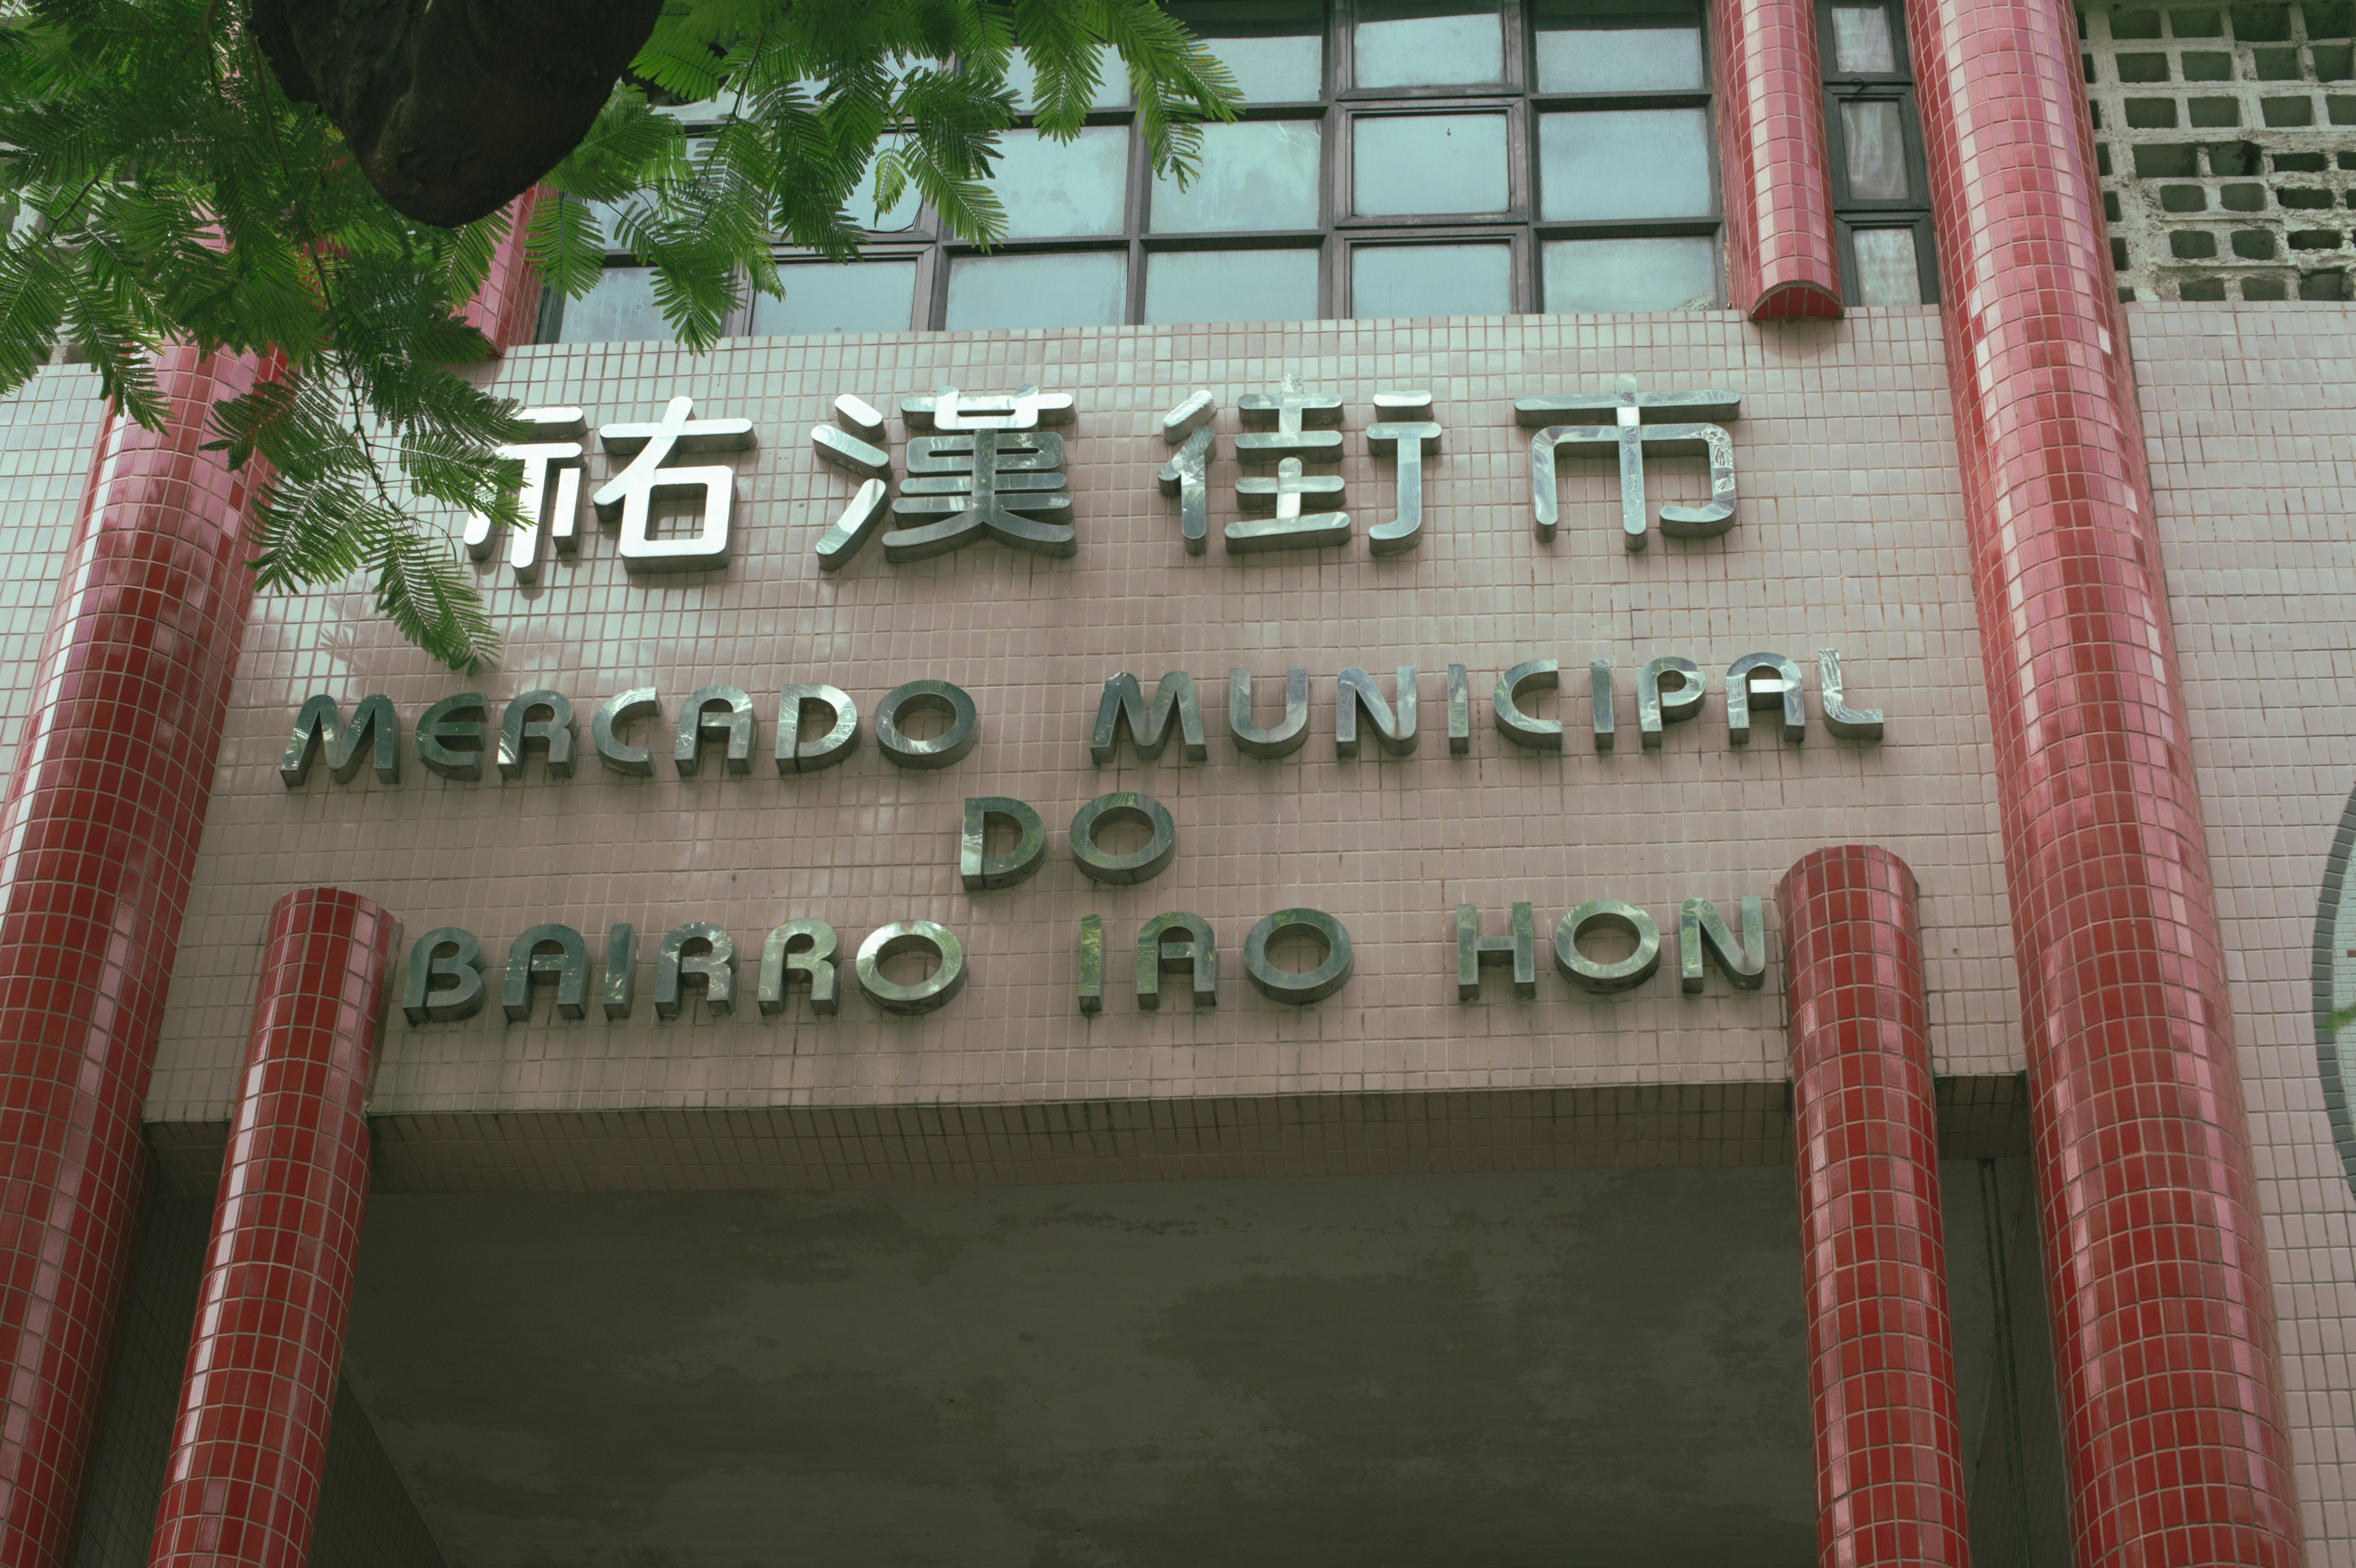 祐漢街市
MERCADO MUNICIPAL
DO
BAIRRO IAO HON